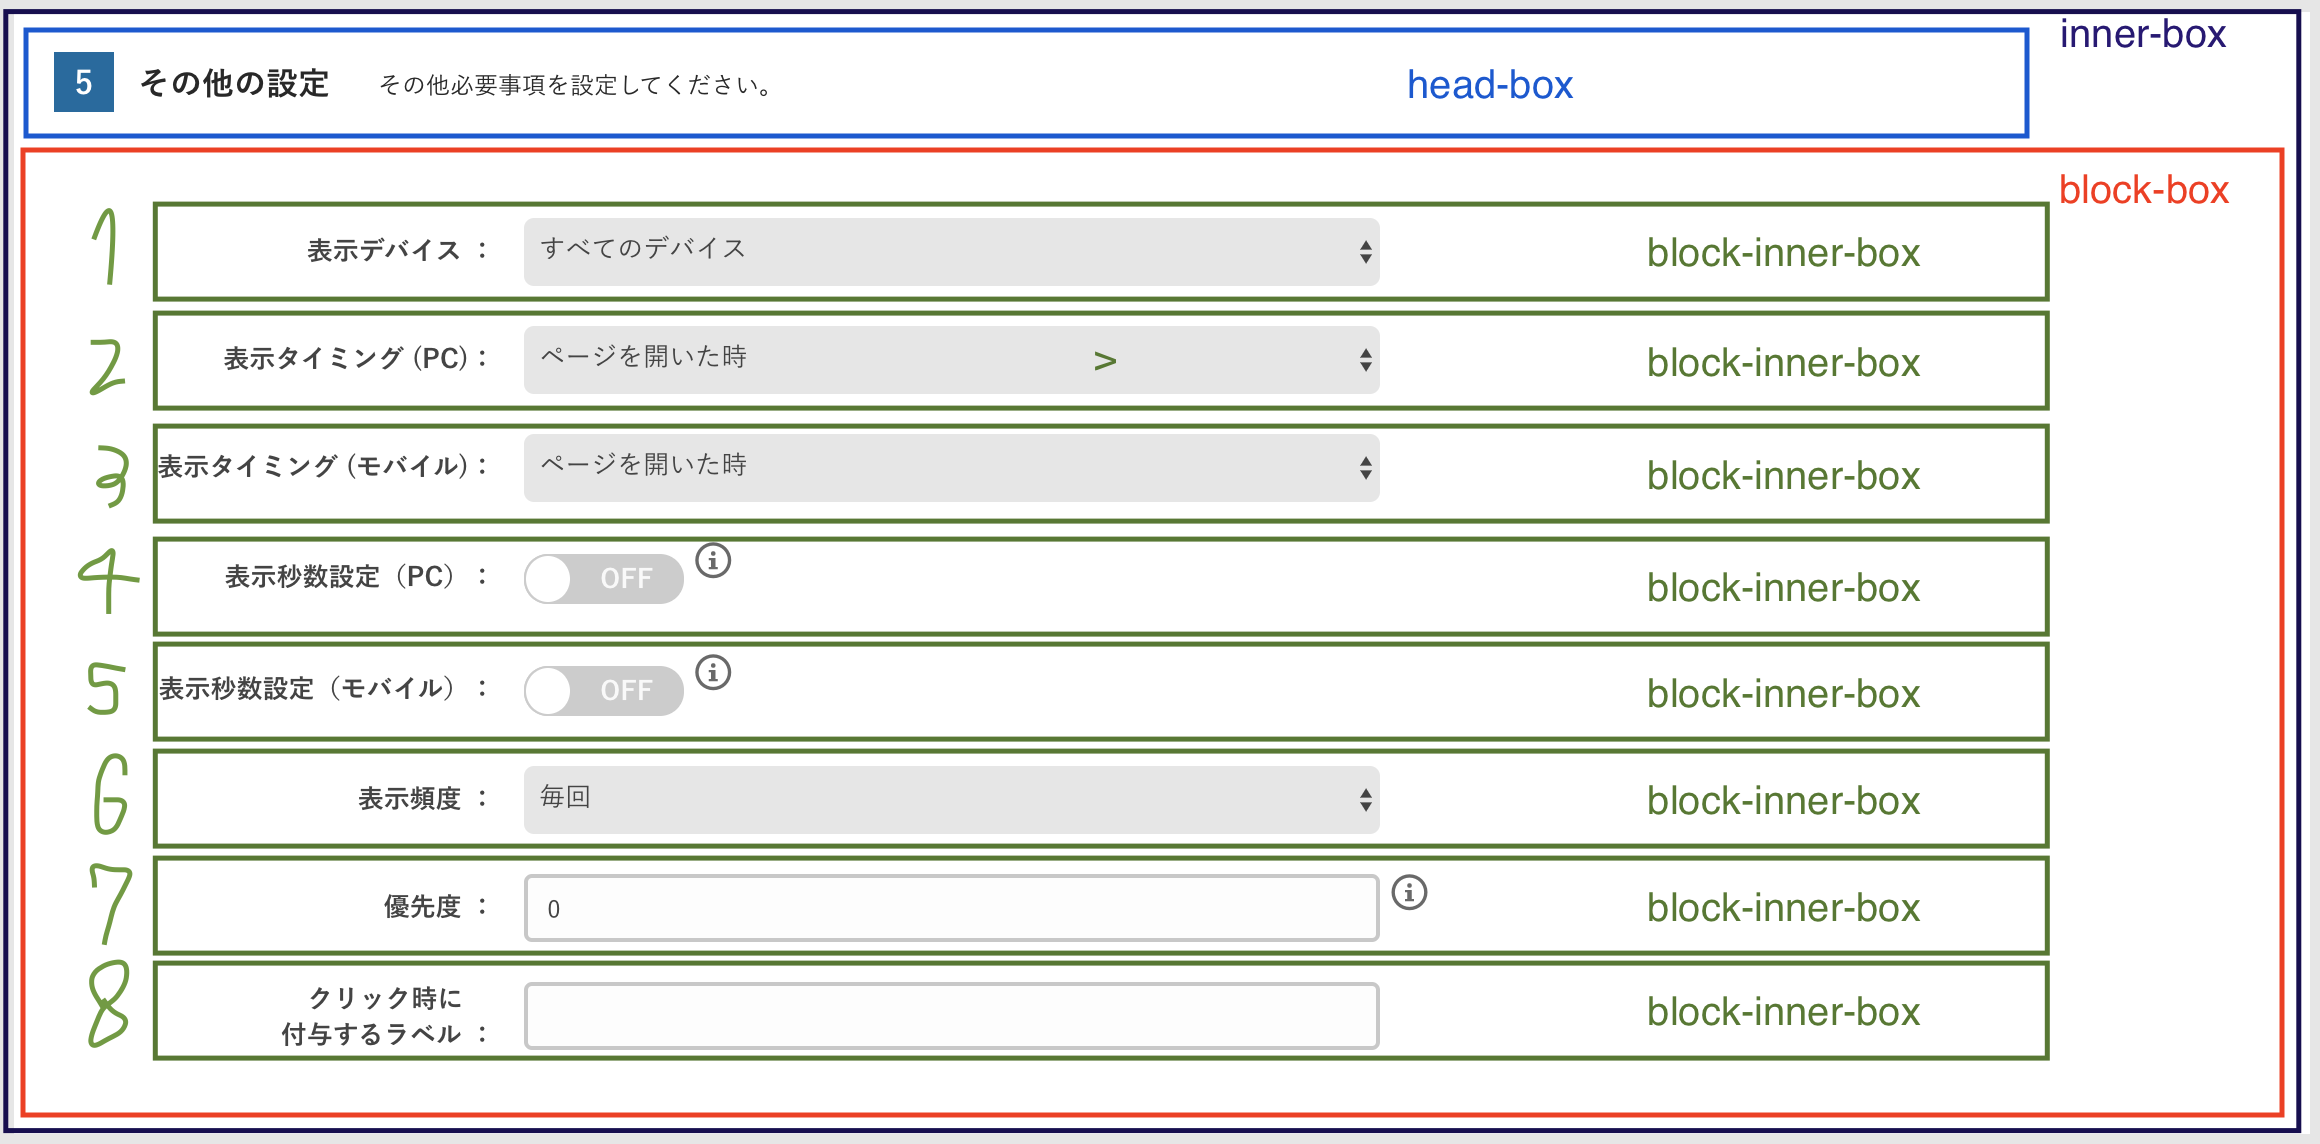 inner-box
5 その他の設定 その他必要事項を設定してください。 head-box
block-box
1 表示デバイス : すべてのデバイス block-inner-box
2 表示タイミング (PC) : ページを開いた時 > block-inner-box
3 表示タイミング (モバイル) : ページを開いた時 block-inner-box
4 表示秒数設定（PC） : OFF i block-inner-box
5 表示秒数設定（モバイル） : OFF i block-inner-box
6 表示頻度 : 毎回 block-inner-box
7 優先度 : 0 i block-inner-box
8 クリック時に
付与するラベル : block-inner-box